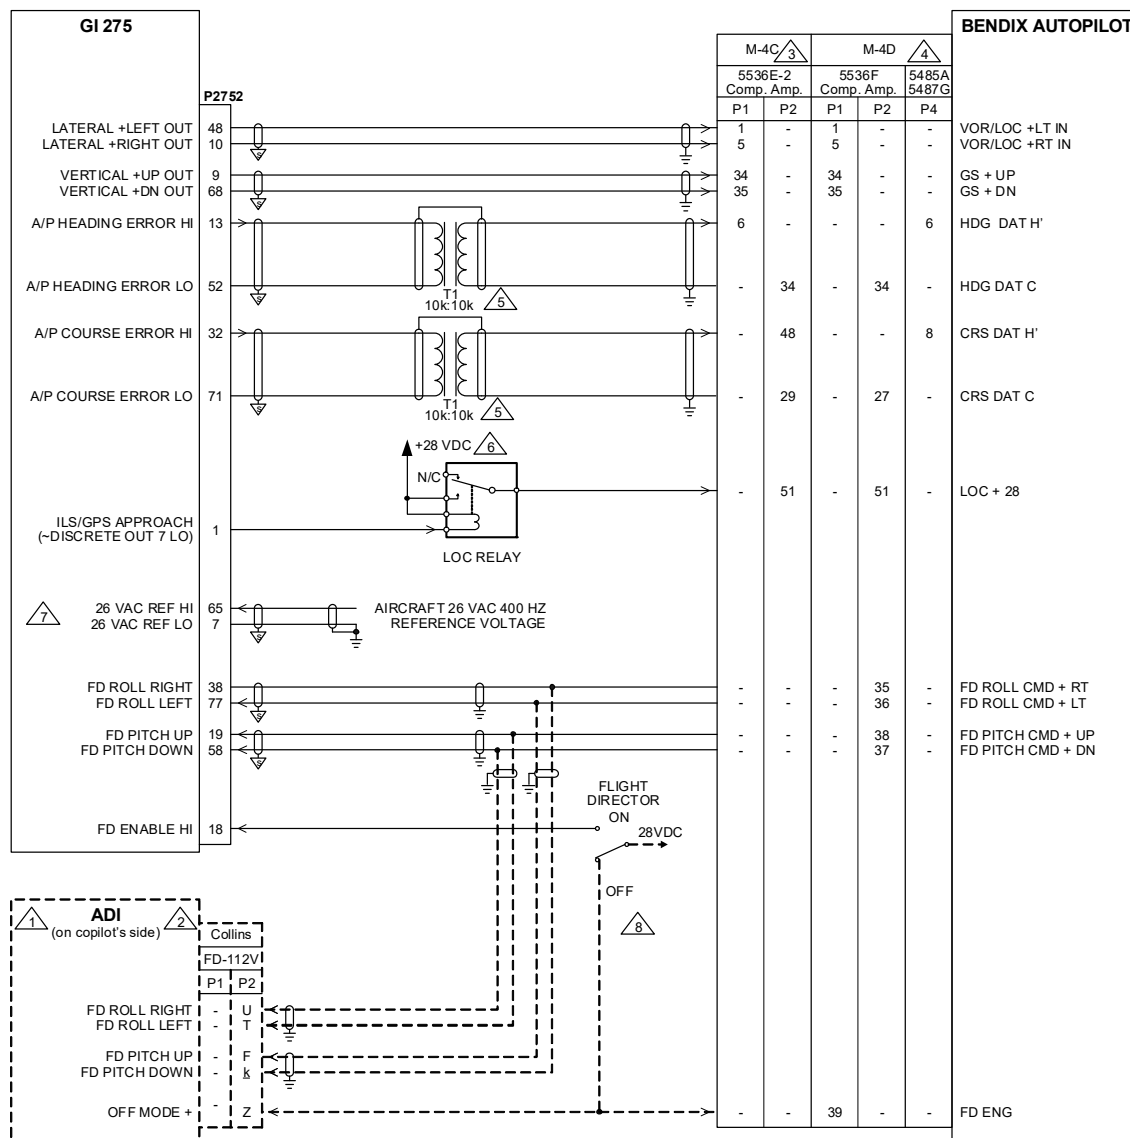 GI 275
BENDIX AUTOPILOT
M-4C 3 M-4D 4
5536E-2 5536F 5485A
Comp. Amp. Comp. Amp. 5487G
P2752 P1 P2 P1 P2 P4
LATERAL +LEFT OUT 48 1 - 1 - - VOR/LOC +LT IN
LATERAL +RIGHT OUT 10 S 5 - 5 - - VOR/LOC +RT IN
VERTICAL +UP OUT 9 34 - 34 - - GS + UP
VERTICAL +DN OUT 68 S 35 - 35 - - GS + DN
A/P HEADING ERROR HI 13 6 - - - 6 HDG DAT H'
A/P HEADING ERROR LO 52 S - 34 - 34 - HDG DAT C
T1
10k:10k 5
A/P COURSE ERROR HI 32 - 48 - - 8 CRS DAT H'
A/P COURSE ERROR LO 71 S - 29 - 27 - CRS DAT C
T1
10k:10k 5
+28 VDC 6
N/C
- 51 - 51 - LOC + 28
ILS/GPS APPROACH
(~DISCRETE OUT 7 LO) 1
LOC RELAY
7 26 VAC REF HI 65 AIRCRAFT 26 VAC 400 HZ
26 VAC REF LO 7 S REFERENCE VOLTAGE
FD ROLL RIGHT 38 - - - 35 - FD ROLL CMD + RT
FD ROLL LEFT 77 S - - - 36 - FD ROLL CMD + LT
FD PITCH UP 19 - - - 38 - FD PITCH CMD + UP
FD PITCH DOWN 58 S - - - 37 - FD PITCH CMD + DN
FLIGHT
DIRECTOR
ON
FD ENABLE HI 18 28VDC
OFF
8
1 ADI 2
(on copilot's side)
Collins
FD-112V
P1 P2
FD ROLL RIGHT - U
FD ROLL LEFT - T
FD PITCH UP - F
FD PITCH DOWN - k
OFF MODE + - Z - - 39 - - FD ENG